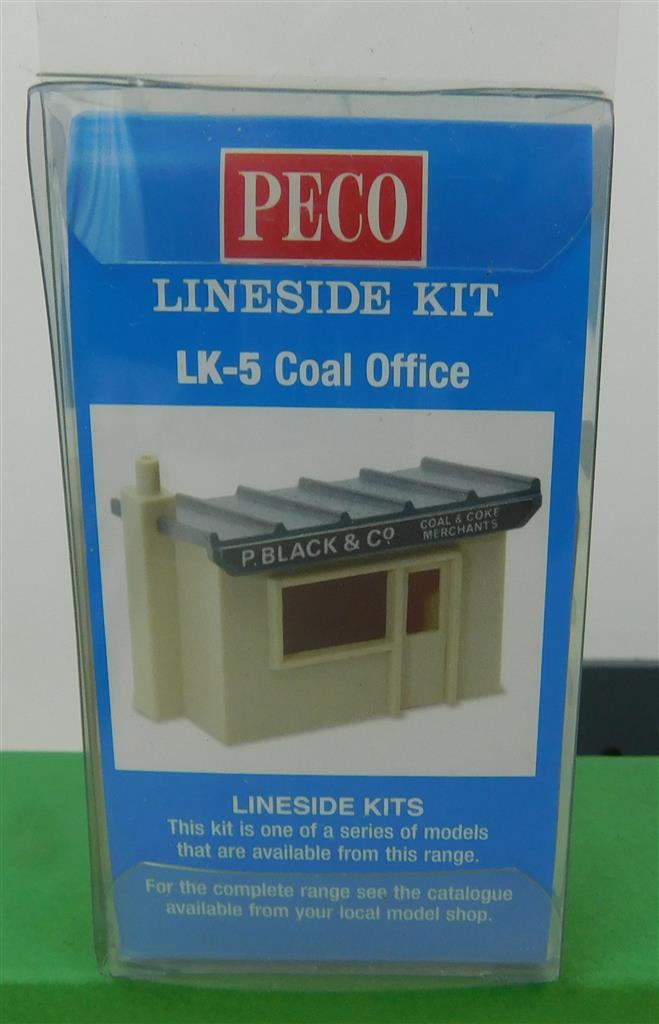 PECO
LINESIDE KIT
LK-5 Coal Office
P. BLACK & Co
COAL & COKE
MERCHANTS
LINESIDE KITS
This kit is one of a series of models
that are available from this range.
For the complete range see the catalogue
available from your local model shop.